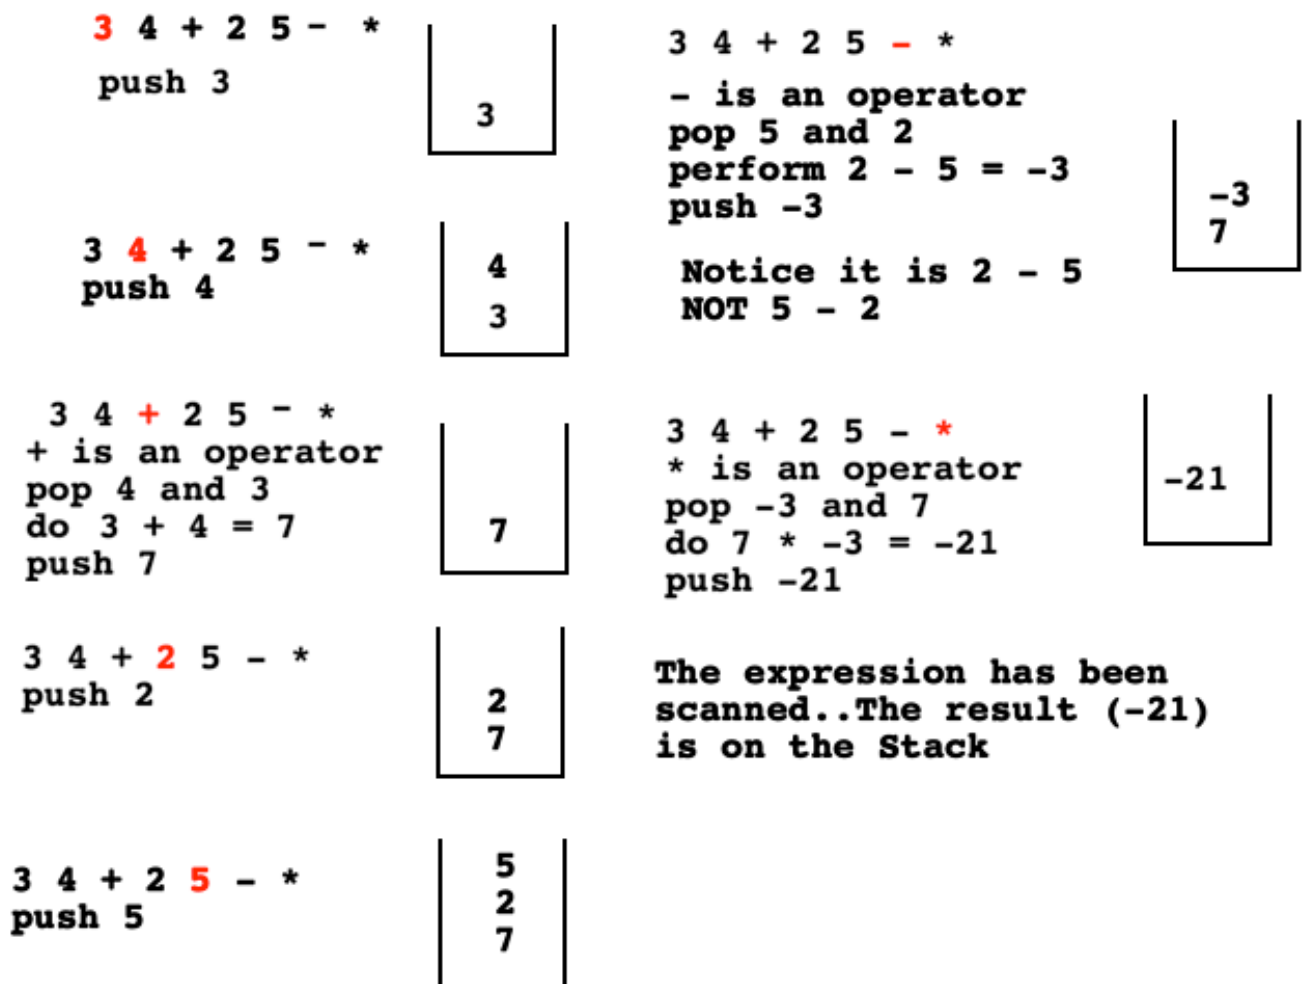 3 4 + 2 5 - *
push 3
3
3 4 + 2 5 - *
push 4
4
3
3 4 + 2 5 - *
+ is an operator
pop 4 and 3
do 3 + 4 = 7
push 7
7
3 4 + 2 5 - *
push 2
2
7
3 4 + 2 5 - *
push 5
5
2
7
3 4 + 2 5 - *
- is an operator
pop 5 and 2
perform 2 - 5 = -3
push -3
-3
7
Notice it is 2 - 5
NOT 5 - 2
3 4 + 2 5 - *
* is an operator
pop -3 and 7
do 7 * -3 = -21
push -21
-21
The expression has been
scanned..The result (-21)
is on the Stack